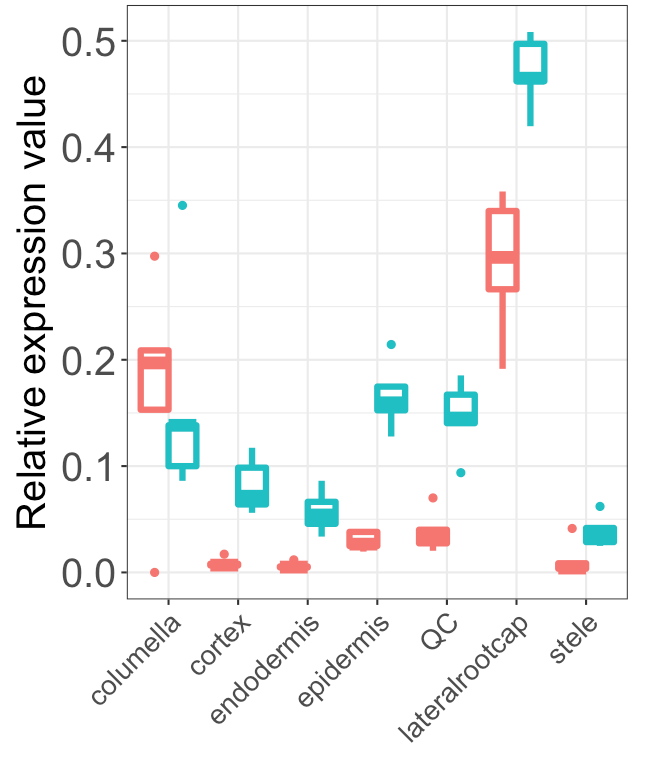 Relative expression value
0.5
0.4
0.3
0.2
0.1
0.0
columella
cortex
endodermis
epidermis
QC
lateralrootcap
stele